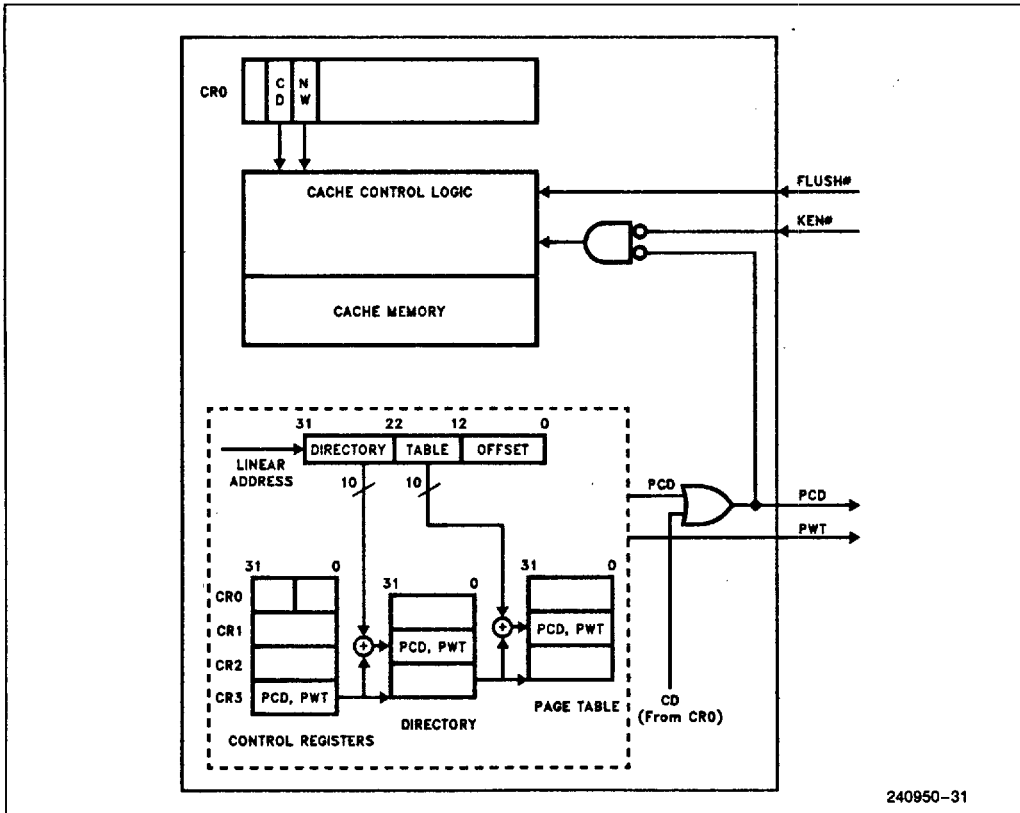 CR0
CD
NW
CACHE CONTROL LOGIC
FLUSH#
KEN#
CACHE MEMORY
31 22 12 0
DIRECTORY TABLE OFFSET
LINEAR
ADDRESS
10 10
PCD
PCD
PWT
31 0
31 0
31 0
CR0
CR1
PCD, PWT
PCD, PWT
CR2
CR3 PCD, PWT
CD
(From CR0)
PAGE TABLE
DIRECTORY
CONTROL REGISTERS
240950-31